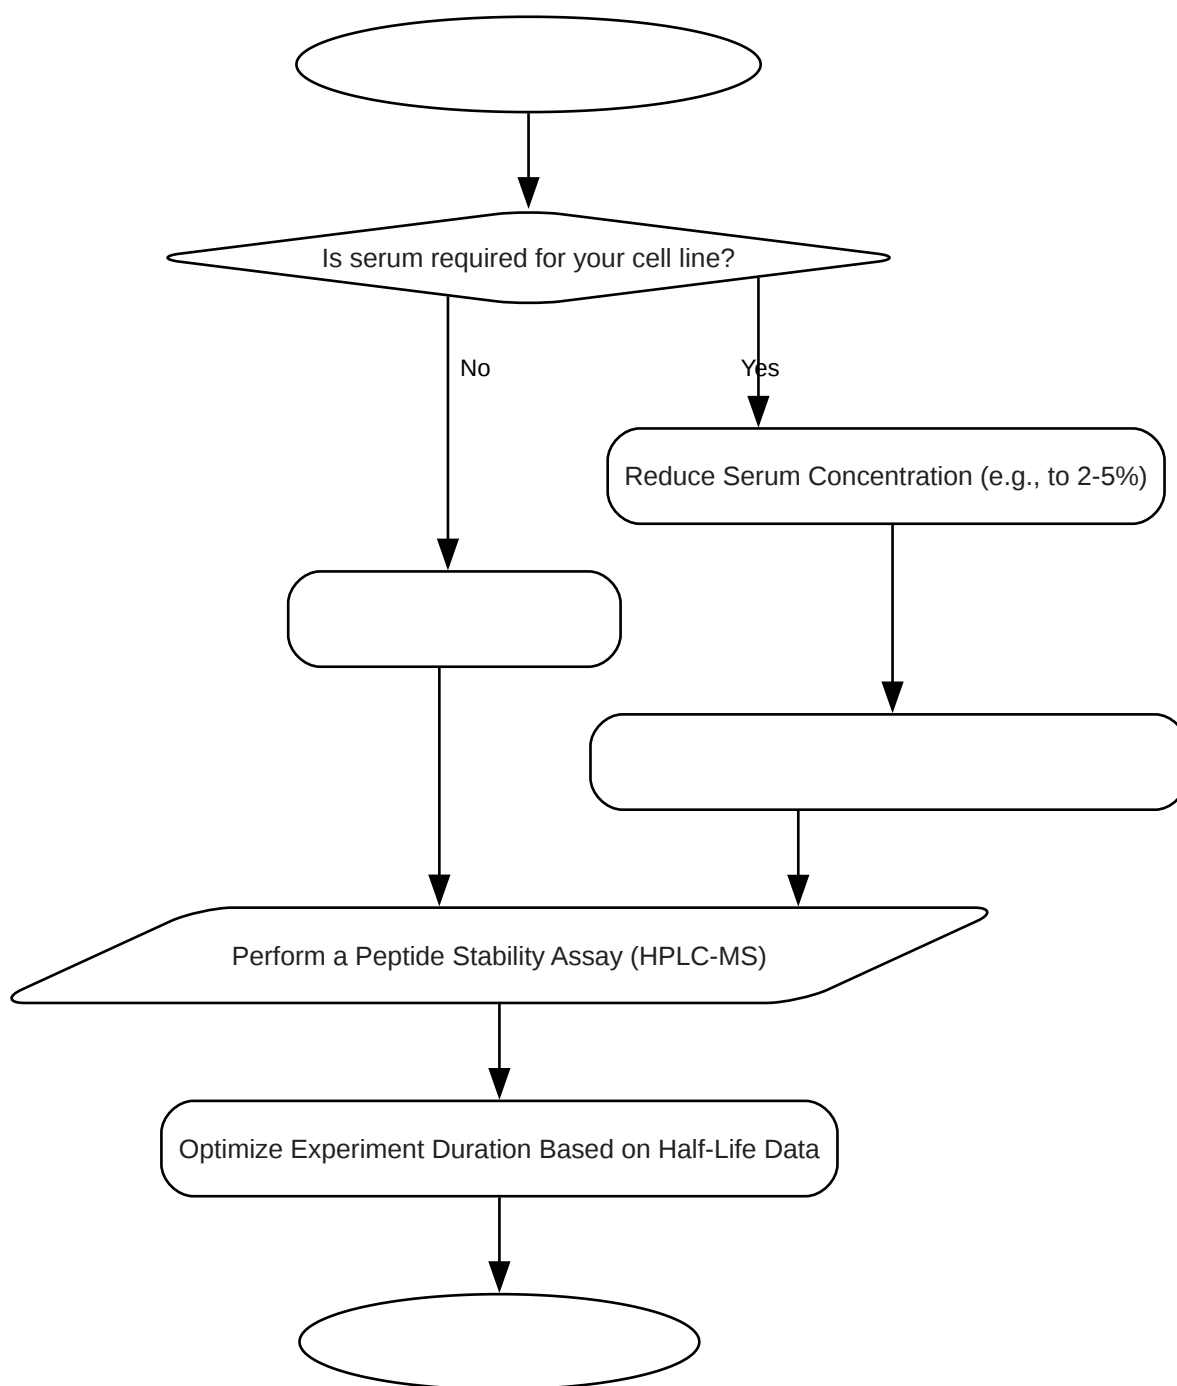 Is serum required for your cell line?
No
Yes
Reduce Serum Concentration (e.g., to 2-5%)
Perform a Peptide Stability Assay (HPLC-MS)
Optimize Experiment Duration Based on Half-Life Data